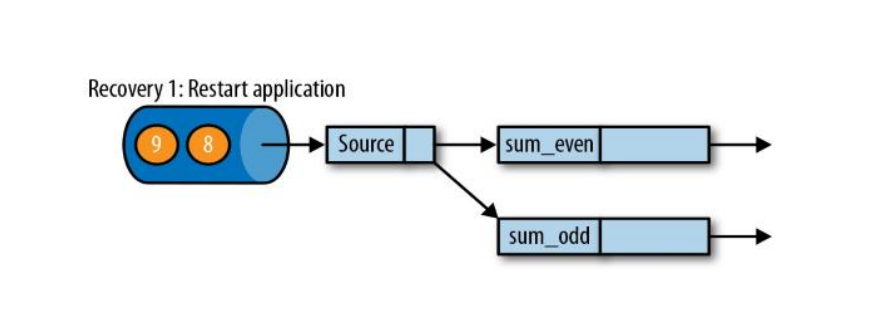 Recovery 1: Restart application
9 8
Source
sum_even
sum_odd